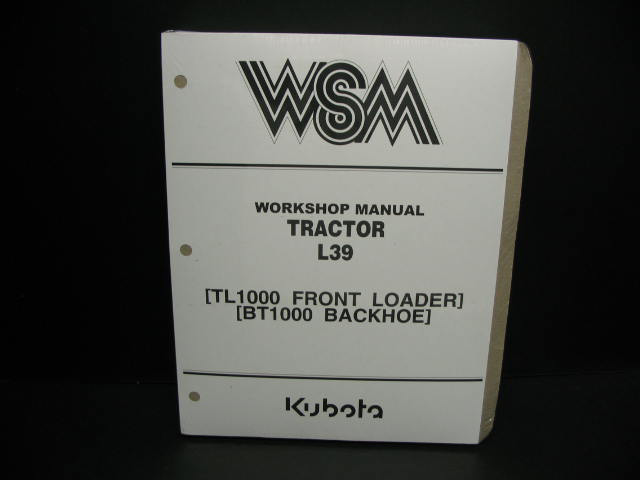 WSM
WORKSHOP MANUAL
TRACTOR
L39
[TL1000 FRONT LOADER]
[BT1000 BACKHOE]
Kubota